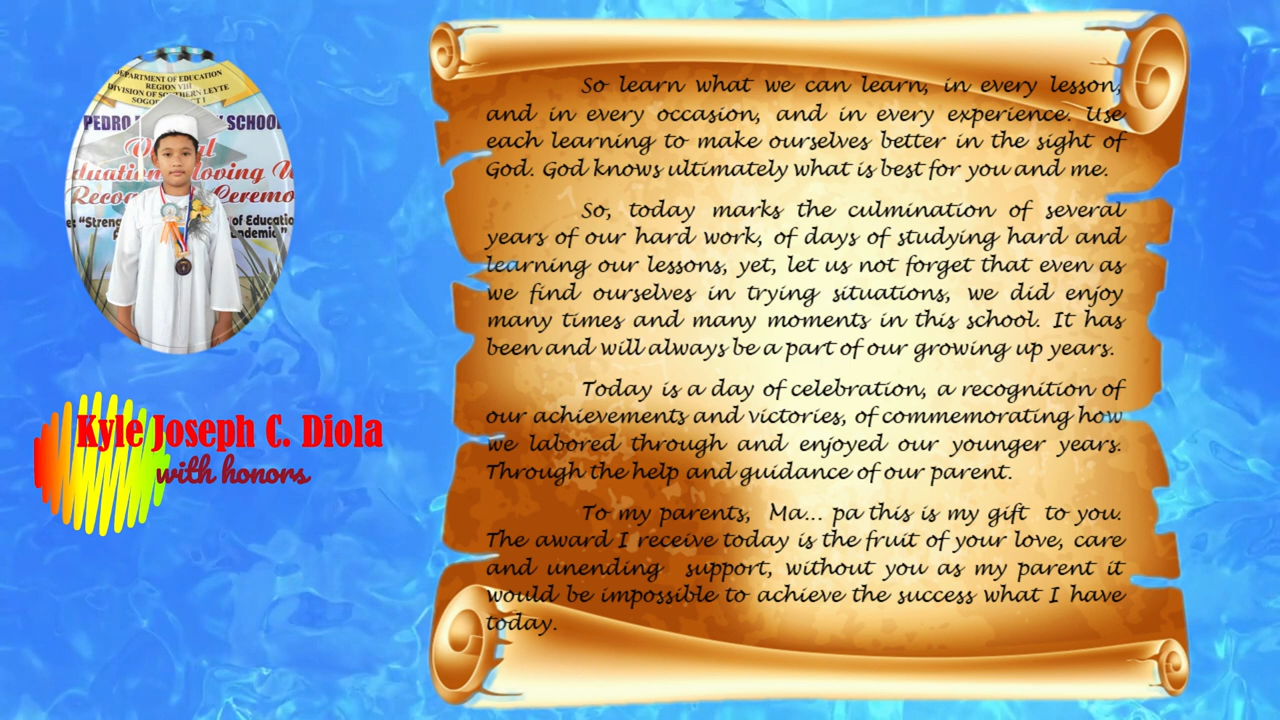 DEPARTMENT OF EDUCATION
REGION VIII
DIVISION OF SOUTHERN LEYTE
PEDRO SCHOOL
of Educatio
Kyle Joseph C. Diola
with honors
So learn what we can learn, in every lesson,
and in every occasion, and in every experience. Use
each learning to make ourselves better in the sight of
God. God knows ultimately what is best for you and me.
So, today marks the culmination of several
years of our hard work, of days of studying hard and
learning our lessons, yet, let us not forget that even as
we find ourselves in trying situations, we did enjoy
many times and many moments in this school. It has
been and will always be a part of our growing up years.
Today is a day of celebration, a recognition of
our achievements and victories, of commemorating how
we labored through and enjoyed our younger years.
Through the help and guidance of our parent.
To my parents, Ma... pa this is my gift to you.
The award I receive today is the fruit of your love, care
and unending support, without you as my parent it
would be impossible to achieve the success what I have
today.